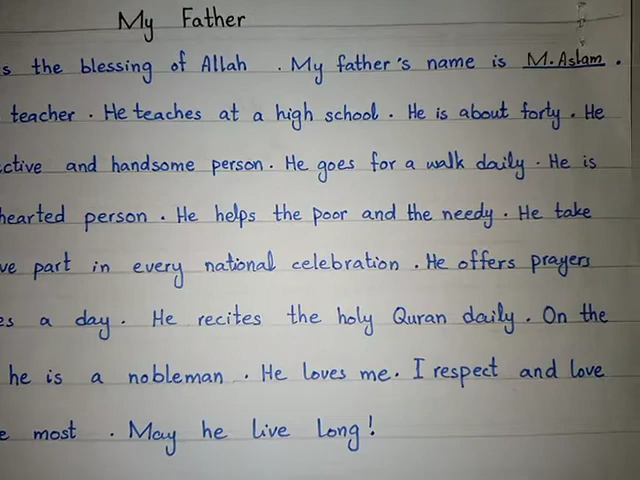 My Father
s the blessing of Allah . My father's name is M.Aslam .
teacher . He teaches at a high school . He is about forty . He
ctive and handsome person . He goes for a walk daily . He is
hearted person . He helps the poor and the needy . He take
ve part in every national celebration . He offers prayers
es a day . He recites the holy Quran daily . On the
he is a nobleman . He loves me . I respect and love
e most . May he live long !